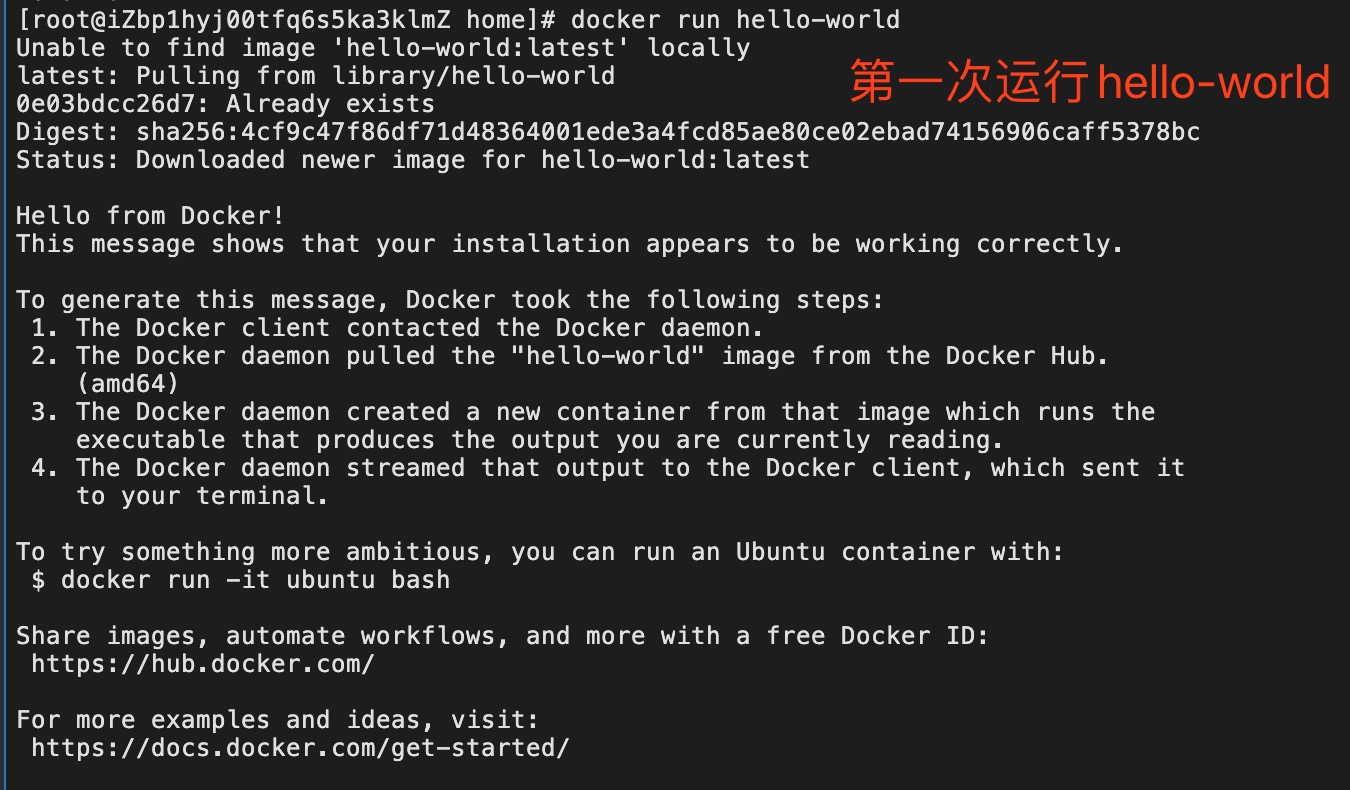 [root@iZbp1hyj00tfq6s5ka3klmZ home]# docker run hello-world
Unable to find image 'hello-world:latest' locally
latest: Pulling from library/hello-world
第一次运行hello-world
0e03bdcc26d7: Already exists
Digest: sha256:4cf9c47f86df71d48364001ede3a4fcd85ae80ce02ebad74156906caff5378bc
Status: Downloaded newer image for hello-world:latest
Hello from Docker!
This message shows that your installation appears to be working correctly.
To generate this message, Docker took the following steps:
1. The Docker client contacted the Docker daemon.
2. The Docker daemon pulled the "hello-world" image from the Docker Hub.
(amd64)
3. The Docker daemon created a new container from that image which runs the
executable that produces the output you are currently reading.
4. The Docker daemon streamed that output to the Docker client, which sent it
to your terminal.
To try something more ambitious, you can run an Ubuntu container with:
$ docker run -it ubuntu bash
Share images, automate workflows, and more with a free Docker ID:
https://hub.docker.com/
For more examples and ideas, visit:
https://docs.docker.com/get-started/